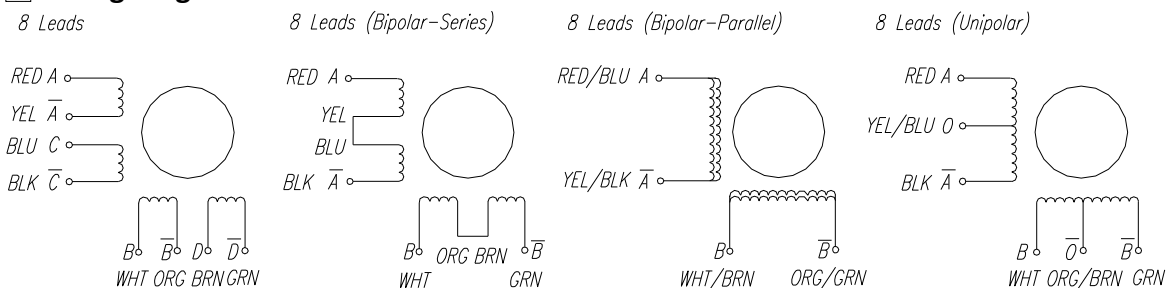 8 Leads
RED A
YEL A̅
BLU C
BLK C̅
B B̅ D D̅
WHT ORG BRN GRN
8 Leads (Bipolar-Series)
RED A
YEL
BLU
BLK A̅
B ORG BRN B̅
WHT GRN
8 Leads (Bipolar-Parallel)
RED/BLU A
YEL/BLK A̅
B B̅
WHT/BRN ORG/GRN
8 Leads (Unipolar)
RED A
YEL/BLU O
BLK A̅
B O̅ B̅
WHT ORG/BRN GRN